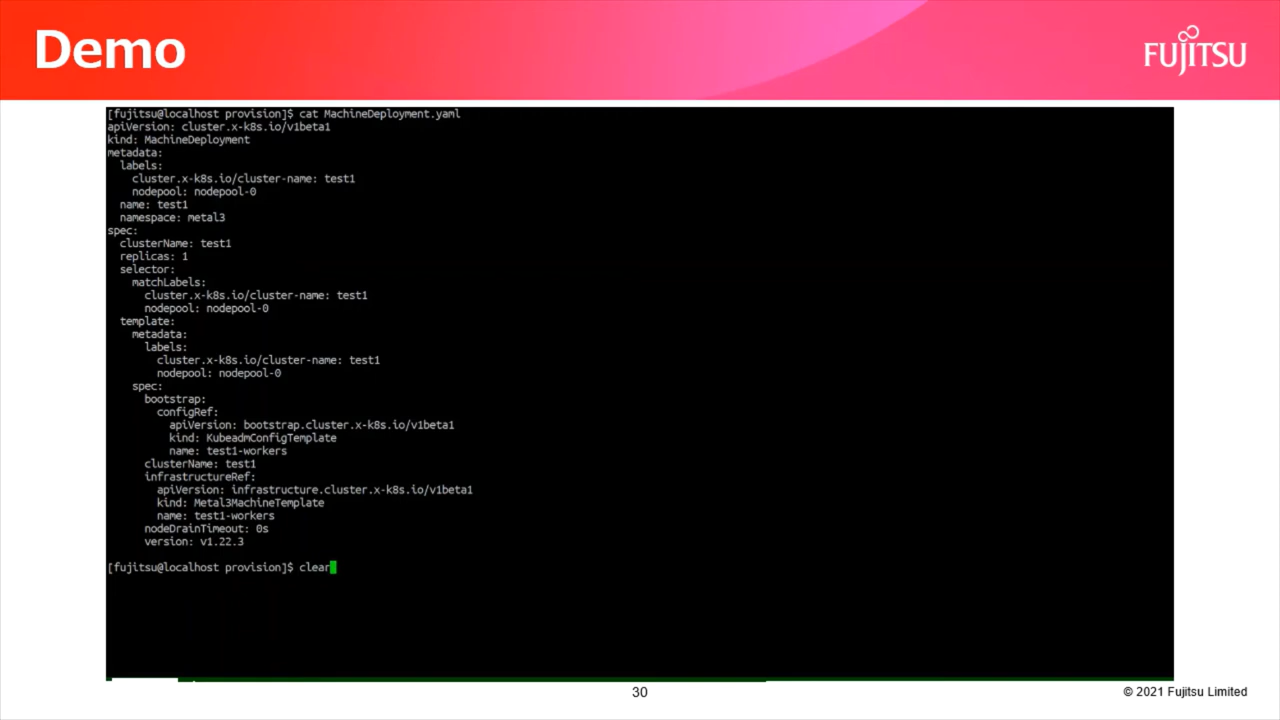 Demo
FUJITSU
[fujitsu@localhost provision]$ cat MachineDeployment.yaml
apiVersion: cluster.x-k8s.io/v1beta1
kind: MachineDeployment
metadata:
  labels:
    cluster.x-k8s.io/cluster-name: test1
    nodepool: nodepool-0
  name: test1
  namespace: metal3
spec:
  clusterName: test1
  replicas: 1
  selector:
    matchLabels:
      cluster.x-k8s.io/cluster-name: test1
      nodepool: nodepool-0
  template:
    metadata:
      labels:
        cluster.x-k8s.io/cluster-name: test1
        nodepool: nodepool-0
    spec:
      bootstrap:
        configRef:
          apiVersion: bootstrap.cluster.x-k8s.io/v1beta1
          kind: KubeadmConfigTemplate
          name: test1-workers
      clusterName: test1
      infrastructureRef:
        apiVersion: infrastructure.cluster.x-k8s.io/v1beta1
        kind: Metal3MachineTemplate
        name: test1-workers
      nodeDrainTimeout: 0s
      version: v1.22.3
[fujitsu@localhost provision]$ clear
30
© 2021 Fujitsu Limited